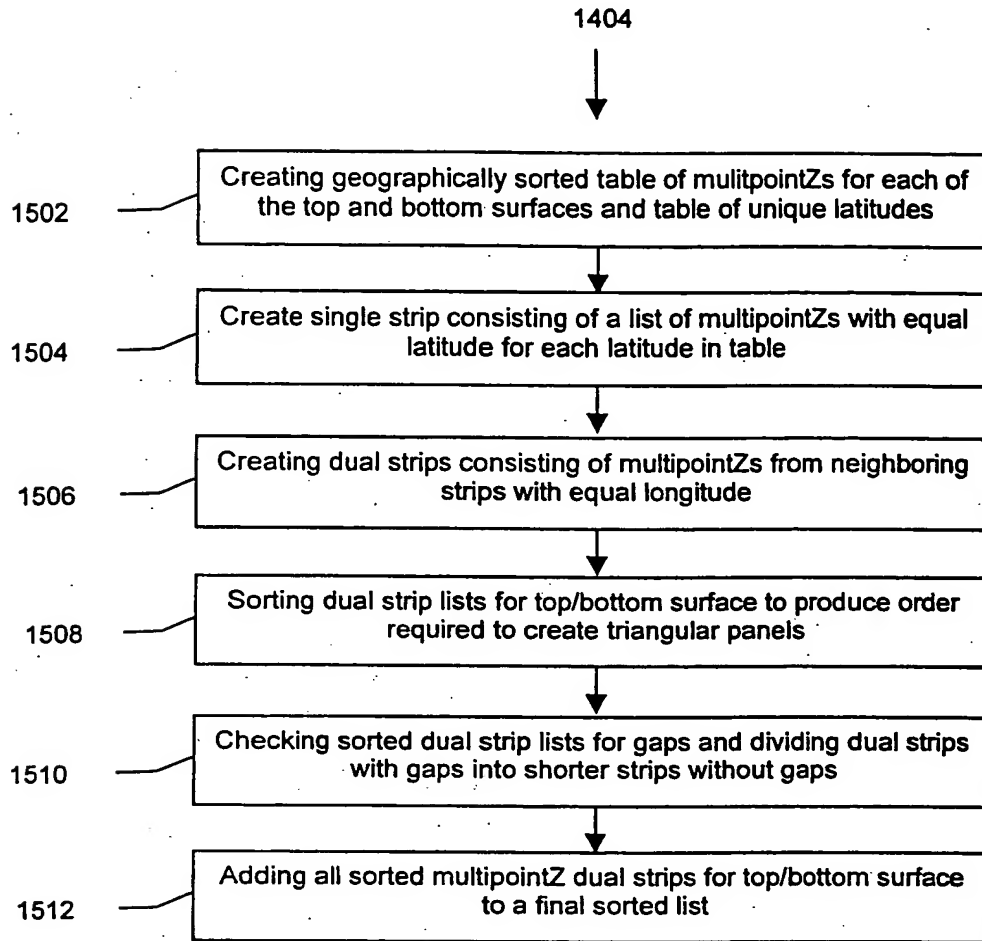 1404
1502
Creating geographically sorted table of mulitpointZs for each of
the top and bottom surfaces and table of unique latitudes
1504
Create single strip consisting of a list of multipointZs with equal
latitude for each latitude in table
1506
Creating dual strips consisting of multipointZs from neighboring
strips with equal longitude
1508
Sorting dual strip lists for top/bottom surface to produce order
required to create triangular panels
1510
Checking sorted dual strip lists for gaps and dividing dual strips
with gaps into shorter strips without gaps
1512
Adding all sorted multipointZ dual strips for top/bottom surface
to a final sorted list